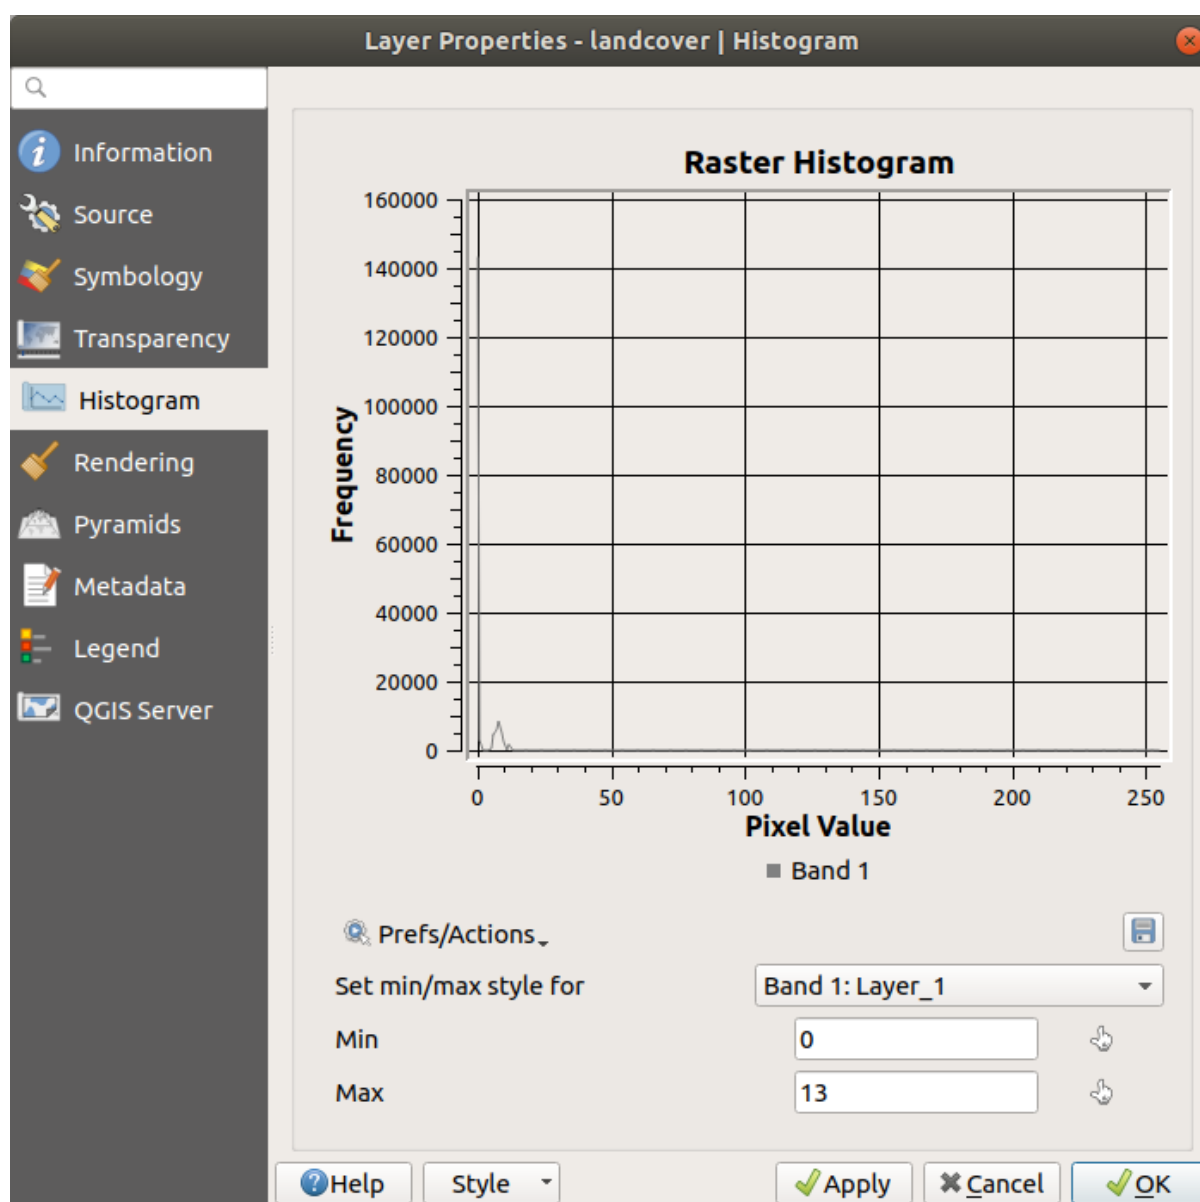 Layer Properties - landcover | Histogram
Information
Source
Symbology
Transparency
Histogram
Rendering
Pyramids
Metadata
Legend
QGIS Server
Raster Histogram
160000
140000
120000
100000
80000
60000
40000
20000
0
Frequency
0 50 100 150 200 250
Pixel Value
Band 1
Prefs/Actions
Set min/max style for Band 1: Layer_1
Min 0
Max 13
Help Style Apply Cancel OK